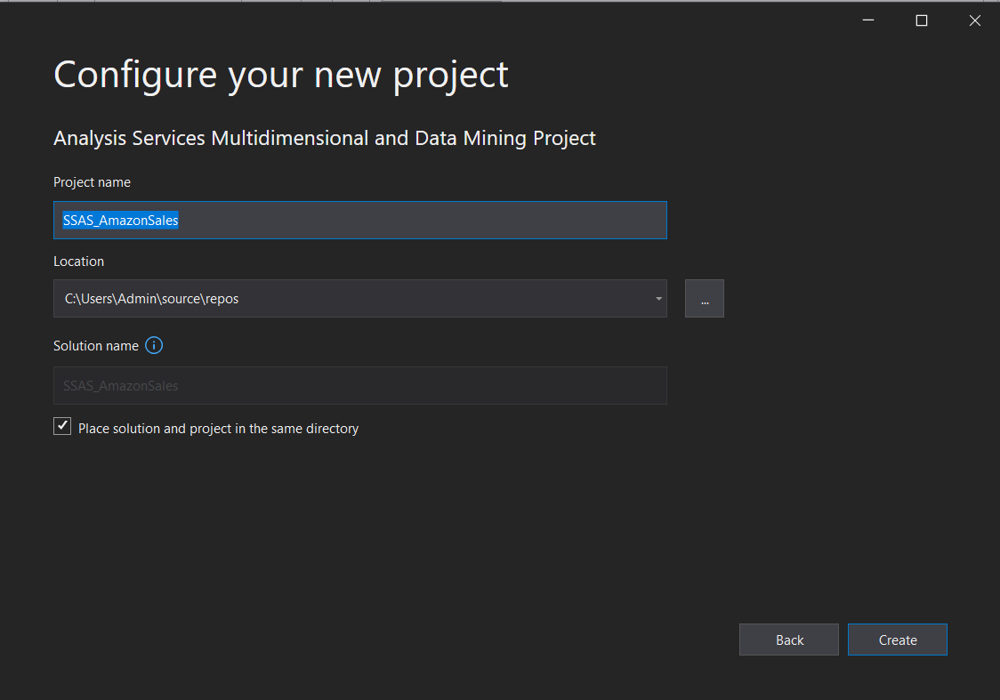 Configure your new project
Analysis Services Multidimensional and Data Mining Project
Project name
SSAS_AmazonSales
Location
C:\Users\Admin\source\repos
...
Solution name
SSAS_AmazonSales
Place solution and project in the same directory
Back
Create